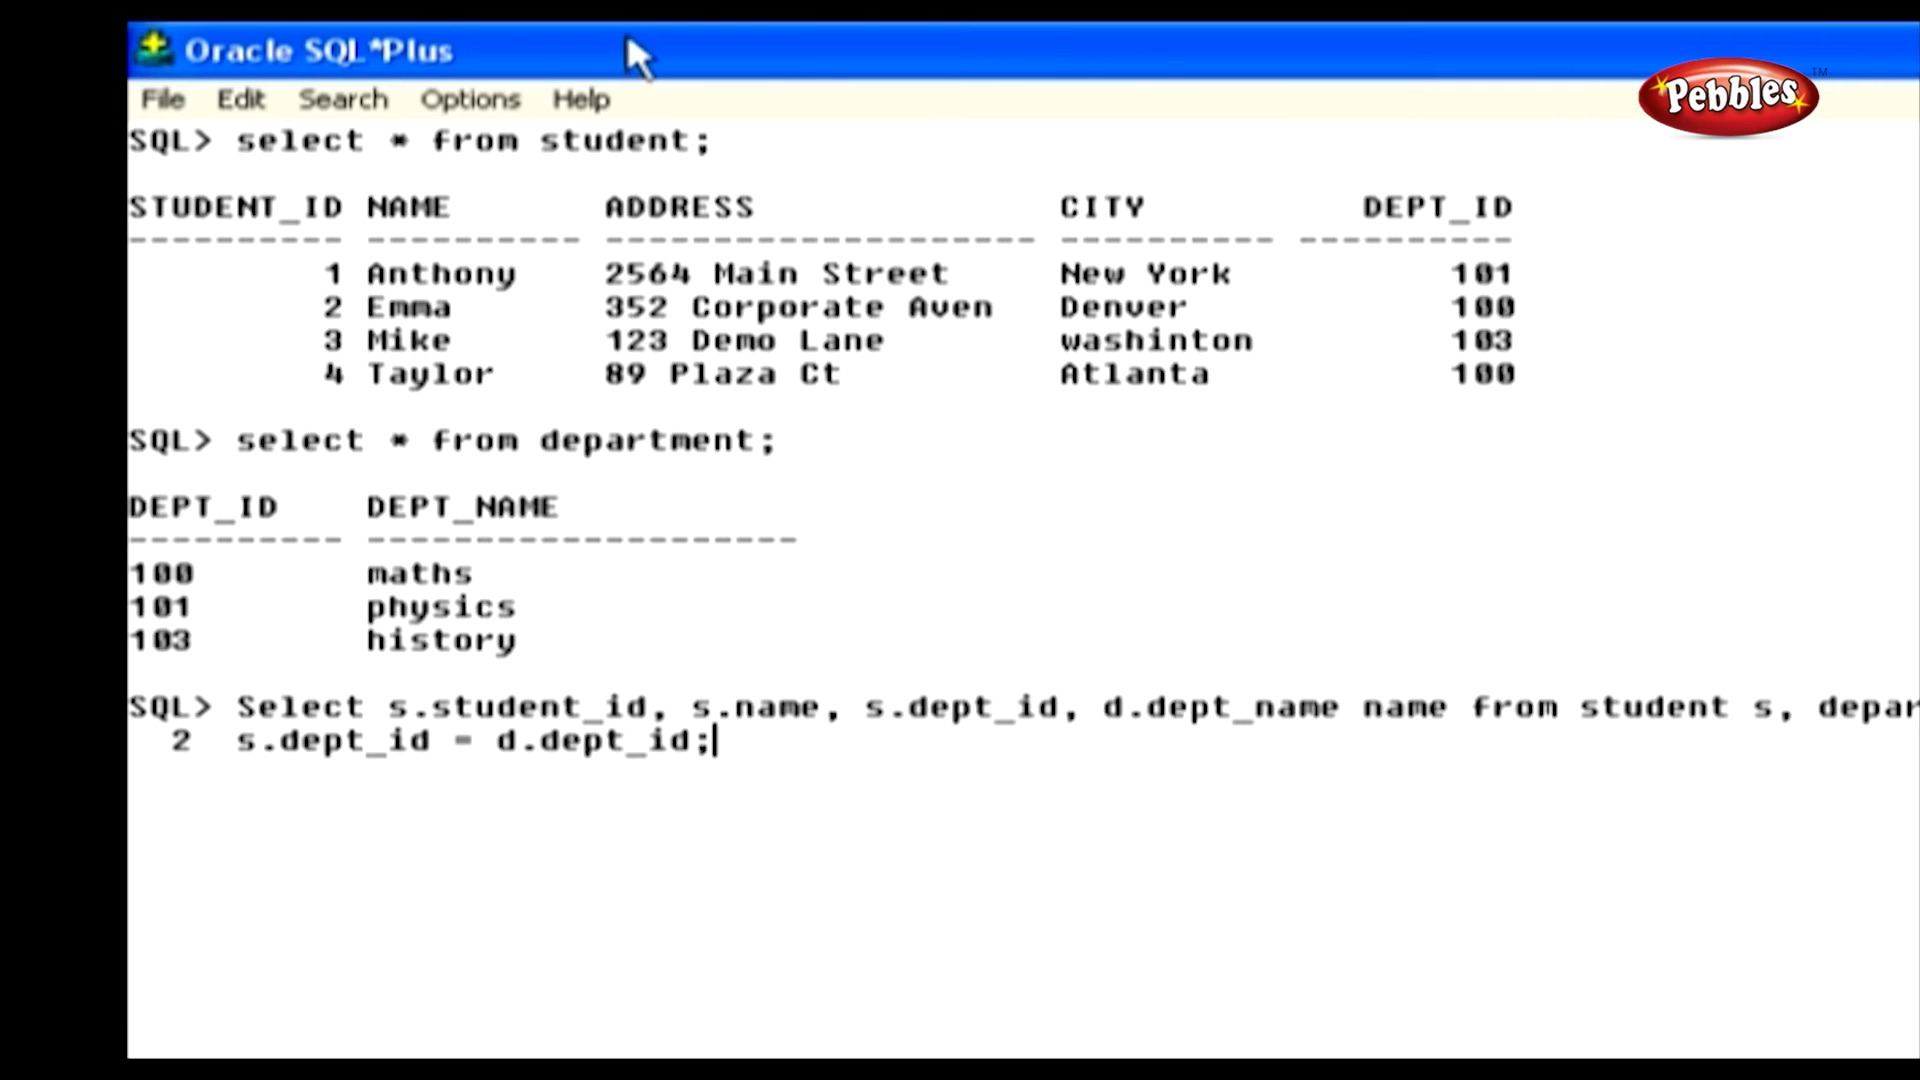 Oracle SQL*Plus
Pebbles™
File Edit Search Options Help
SQL> select * from student;
STUDENT_ID NAME ADDRESS CITY DEPT_ID
---------- ---------- -------------------- ---------- ----------
1 Anthony 2564 Main Street New York 101
2 Emma 352 Corporate Aven Denver 100
3 Mike 123 Demo Lane washinton 103
4 Taylor 89 Plaza Ct Atlanta 100
SQL> select * from department;
DEPT_ID DEPT_NAME
---------- --------------------
100 maths
101 physics
103 history
SQL> Select s.student_id, s.name, s.dept_id, d.dept_name name from student s, depar
2 s.dept_id = d.dept_id;